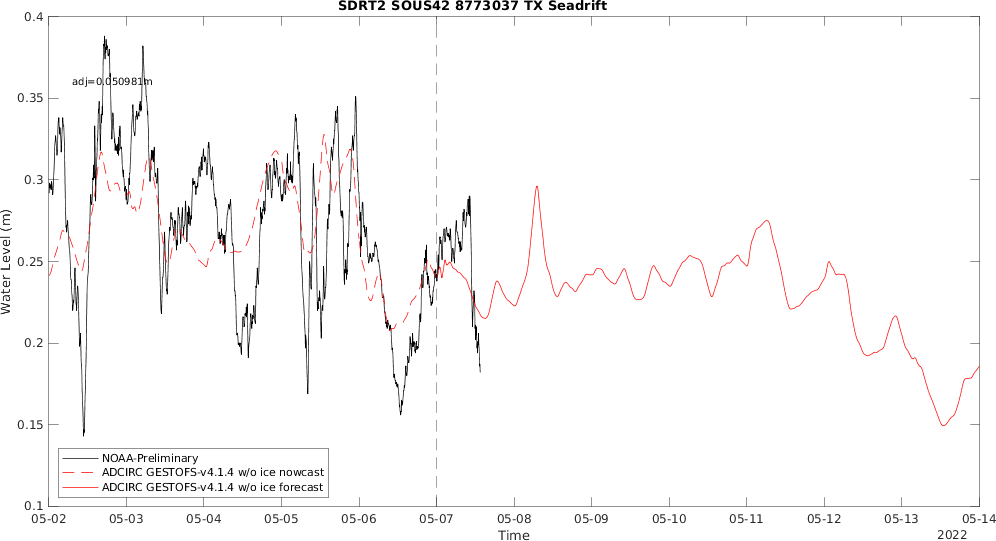 SDRT2 SOUS42 8773037 TX Seadrift
Water Level (m)
0.4
0.35
0.3
0.25
0.2
0.15
0.1
adj=0.050981m
NOAA-Preliminary
ADCIRC GESTOFS-v4.1.4 w/o ice nowcast
ADCIRC GESTOFS-v4.1.4 w/o ice forecast
05-02 05-03 05-04 05-05 05-06 05-07 05-08 05-09 05-10 05-11 05-12 05-13 05-14
Time
2022